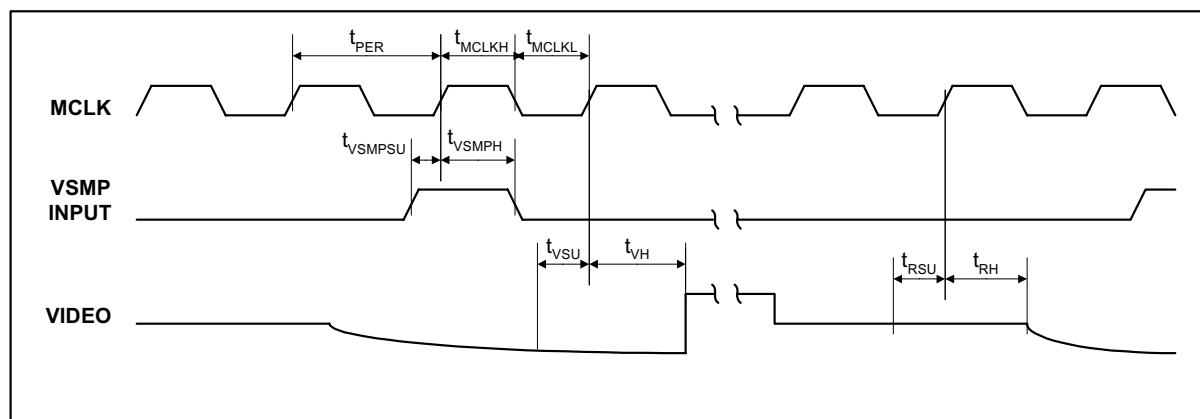 tPER
tMCLKH
tMCLKL
MCLK
tVSMPSU
tVSMPH
VSMP
INPUT
tVSU
tVH
tRSU
tRH
VIDEO